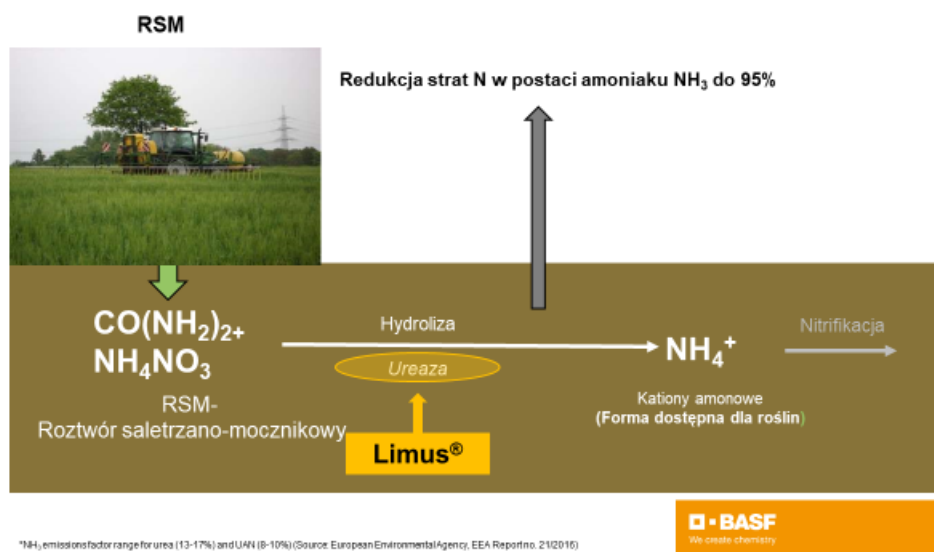 RSM
Redukcja strat N w postaci amoniaku NH₃ do 95%
CO(NH₂)₂₊
NH₄NO₃
RSM-
Roztwór saletrzano-mocznikowy
Hydroliza
Ureaza
Limus®
NH₄⁺
Kationy amonowe
(Forma dostępna dla roślin)
Nitrifikacja
BASF
We create chemistry
*NH₃ emissions factor range for urea (13-17%) and UAN (8-10%) (Source: European Environmental Agency, EEA Report no. 21/2016)